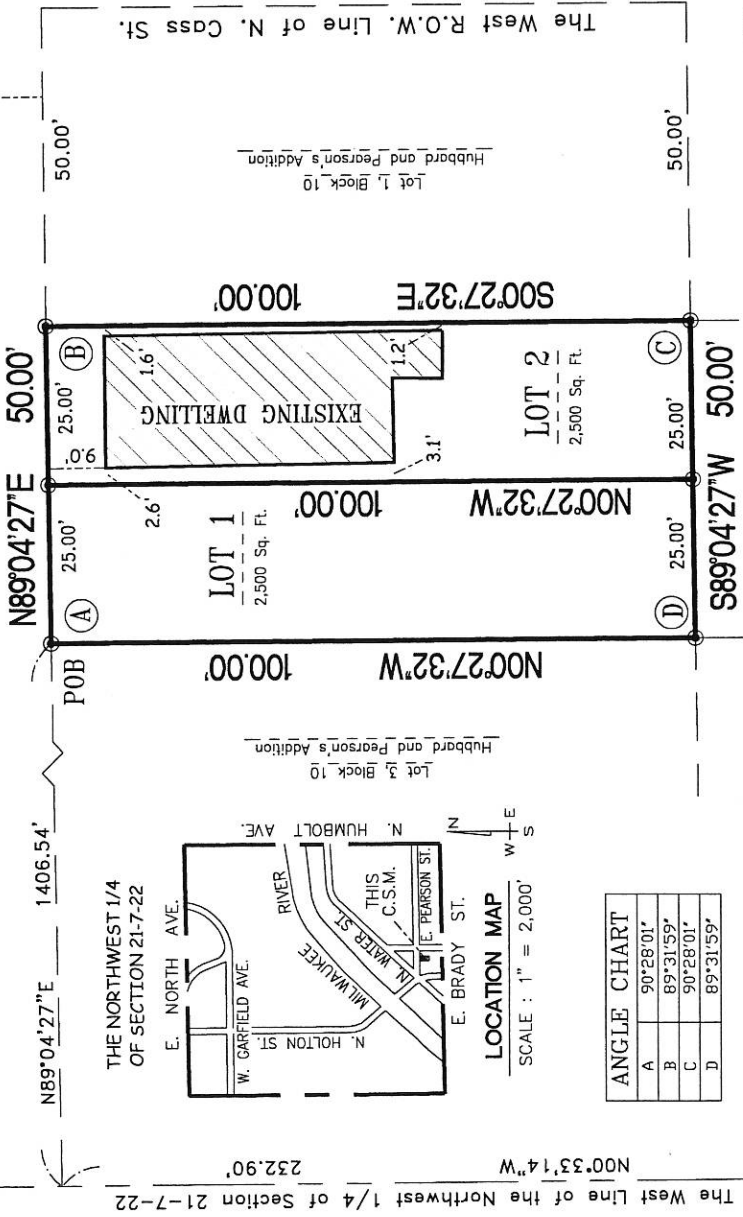 The West R.O.W. Line of N. Cass St.
50.00'
50.00'
Lot 1, Block 10
Hubbard and Pearson's Addition
N89°04'27"E 50.00'
25.00'
25.00'
A
B
POB
9.0'
2.6'
1.6'
1.2'
3.1'
EXISTING DWELLING
S00°27'32"E 100.00'
LOT 1
2,500 Sq. Ft.
N00°27'32"W 100.00'
LOT 2
2,500 Sq. Ft.
N00°27'32"W 100.00'
D
C
25.00'
25.00'
S89°04'27"W 50.00'
Lot 3, Block 10
Hubbard and Pearson's Addition
N89°04'27"E 1406.54'
THE NORTHWEST 1/4
OF SECTION 21-7-22
E. NORTH AVE.
W. GARFIELD AVE.
N. HOLTON ST.
MILWAUKEE
RIVER
N. WATER ST.
THIS
C.S.M.
E. PEARSON ST.
N. HUMBOLT AVE.
E. BRADY ST.
N
W E
S
LOCATION MAP
SCALE : 1" = 2,000'
ANGLE CHART
A 90°28'01"
B 89°31'59"
C 90°28'01"
D 89°31'59"
N00°33'14"W 232.90'
The West Line of the Northwest 1/4 of Section 21-7-22